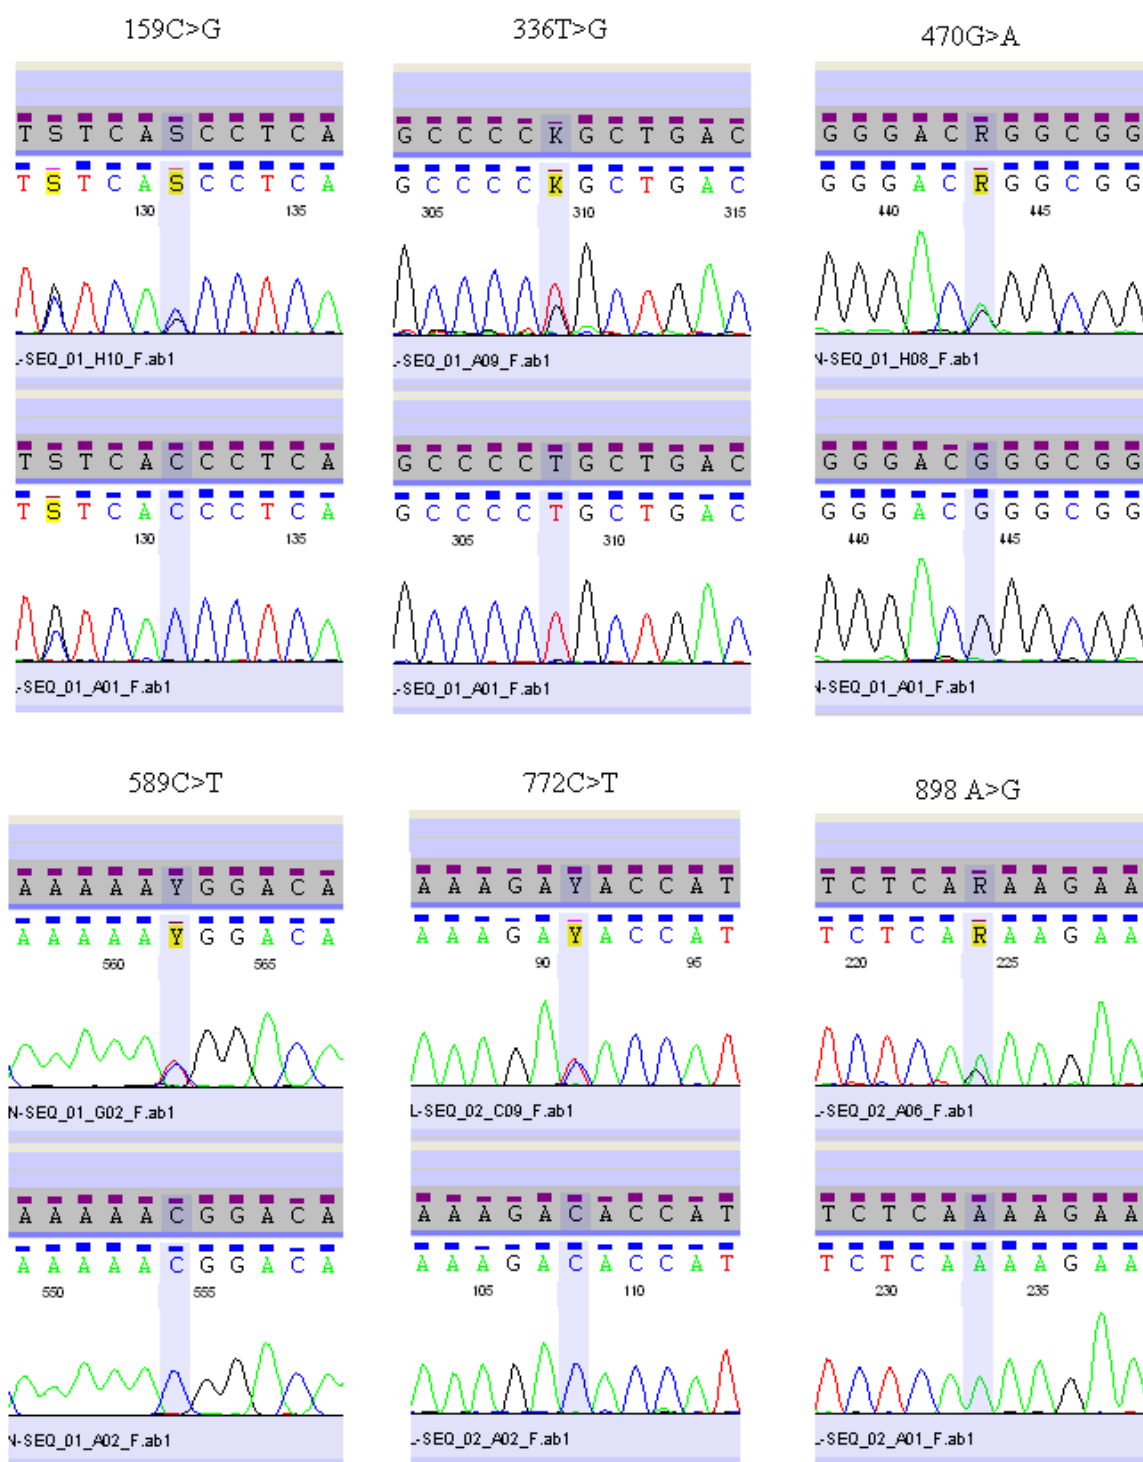 159C>G
336T>G
470G>A
T S T C A S C C T C A
T S T C A S C C T C A
130 135
-SEQ_01_H10_F.ab1
T S T C A C C C T C A
T S T C A C C C T C A
130 135
-SEQ_01_A01_F.ab1
G C C C C K G C T G A C
G C C C C K G C T G A C
305 310 315
-SEQ_01_A09_F.ab1
G C C C C T G C T G A C
G C C C C T G C T G A C
305 310
-SEQ_01_A01_F.ab1
G G G A C R G G C G G
G G G A C R G G C G G
440 445
N-SEQ_01_H08_F.ab1
G G G A C G G G C G G
G G G A C G G G C G G
440 445
N-SEQ_01_A01_F.ab1
589C>T
772C>T
898 A>G
A A A A A Y G G A C A
A A A A A Y G G A C A
560 565
N-SEQ_01_G02_F.ab1
A A A A A C G G A C A
A A A A A C G G A C A
550 555
N-SEQ_01_A02_F.ab1
A A A G A Y A C C A T
A A A G A Y A C C A T
90 95
L-SEQ_02_C09_F.ab1
A A A G A C A C C A T
A A A G A C A C C A T
105 110
-SEQ_02_A02_F.ab1
T C T C A R A A G A A
T C T C A R A A G A A
220 225
L-SEQ_02_A06_F.ab1
T C T C A A A A G A A
T C T C A A A A G A A
230 235
L-SEQ_02_A01_F.ab1